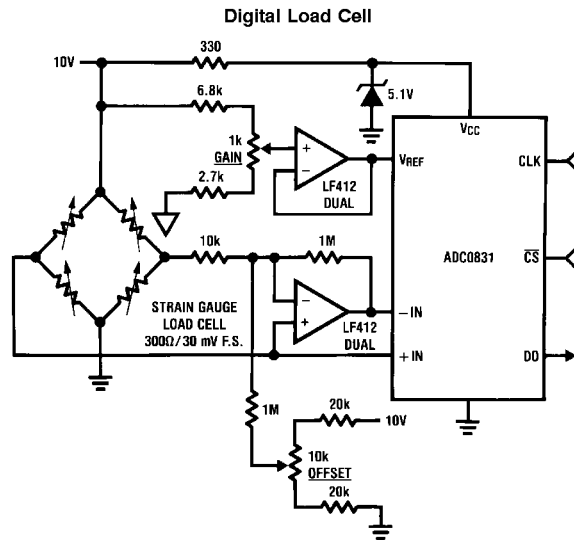 Digital Load Cell
10V
330
6.8k
5.1V
1k
GAIN
+
−
2.7k
LF412
DUAL
VCC
VREF
CLK
ADC0831
CS
10k
1M
−
+
LF412
DUAL
−IN
+IN
DO
STRAIN GAUGE
LOAD CELL
300Ω/30 mV F.S.
1M
20k
10V
10k
OFFSET
20k